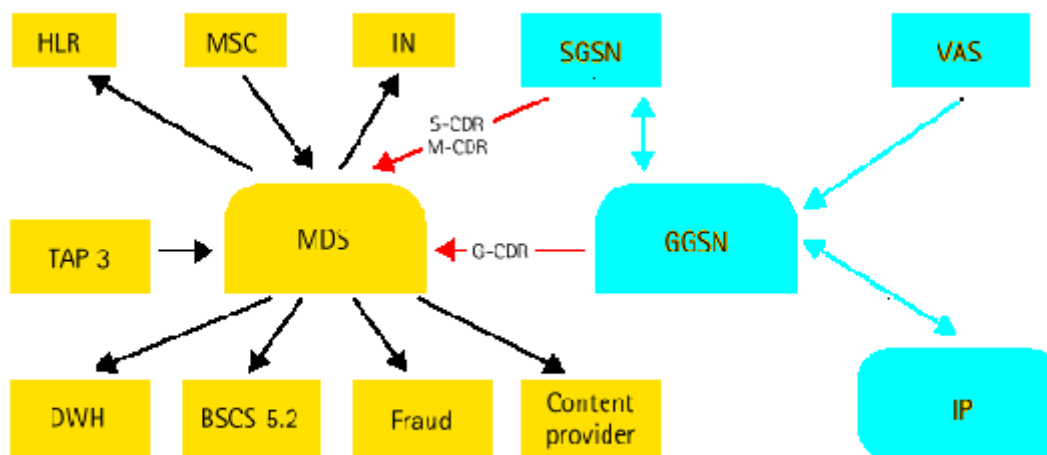 HLR
MSC
IN
SGSN
VAS
S-CDR
M-CDR
TAP 3
MDS
G-CDR
GGSN
DWH
BSCS 5.2
Fraud
Content
provider
IP